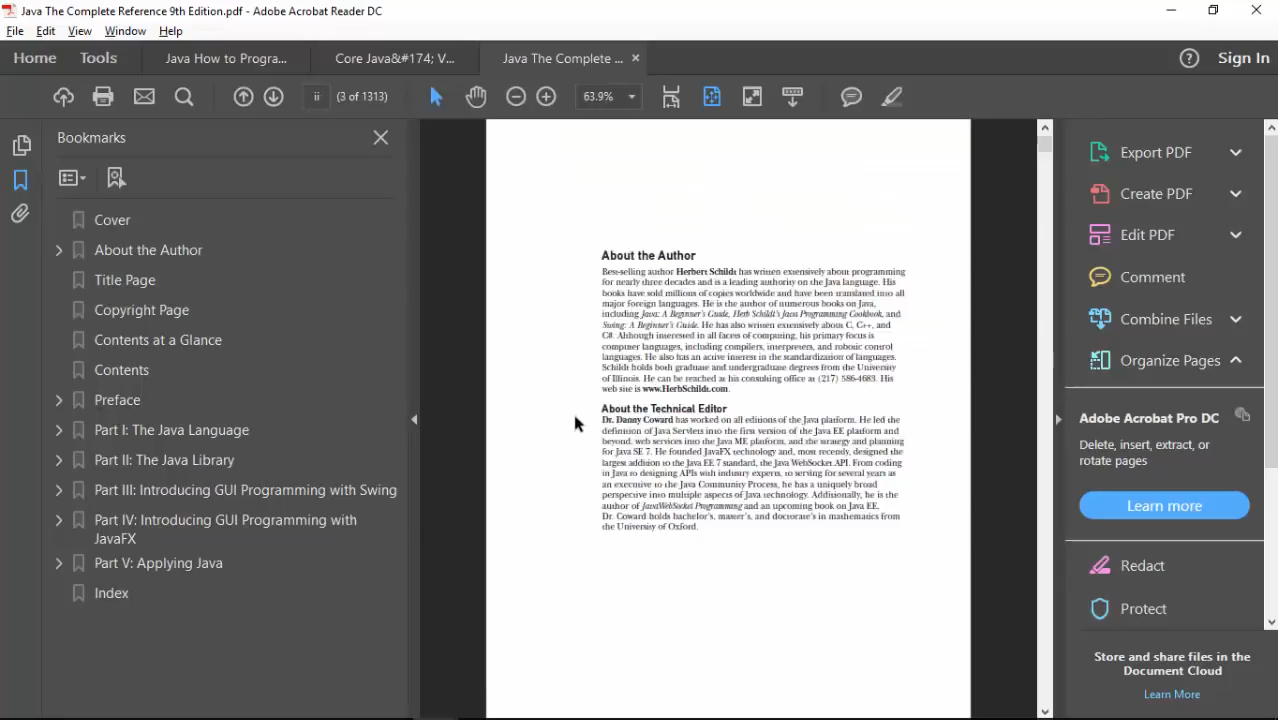 Java The Complete Reference 9th Edition.pdf - Adobe Acrobat Reader DC
File Edit View Window Help
Home Tools Java How to Progra... Core Java&#174; V... Java The Complete ... Sign In
ii (3 of 1313) 63.9%
Bookmarks
Cover
About the Author
Title Page
Copyright Page
Contents at a Glance
Contents
Preface
Part I: The Java Language
Part II: The Java Library
Part III: Introducing GUI Programming with Swing
Part IV: Introducing GUI Programming with
JavaFX
Part V: Applying Java
Index
About the Author
Best-selling author Herbert Schildt has written extensively about programming
for nearly three decades and is a leading authority on the Java language. His
books have sold millions of copies worldwide and have been translated into all
major foreign languages. He is the author of numerous books on Java,
including Java: A Beginner's Guide, Herb Schildt's Java Programming Cookbook, and
Swing: A Beginner's Guide. He has also written extensively about C, C++, and
C#. Although interested in all facets of computing, his primary focus is
computer languages, including compilers, interpreters, and robotic control
languages. He also has an active interest in the standardization of languages.
Schildt holds both graduate and undergraduate degrees from the University
of Illinois. He can be reached at his consulting office at (217) 586-4683. His
web site is www.HerbSchildt.com.
About the Technical Editor
Dr. Danny Coward has worked on all editions of the Java platform. He led the
definition of Java Servlets into the first version of the Java EE platform and
beyond, web services into the Java ME platform, and the strategy and planning
for Java SE 7. He founded JavaFX technology and, most recently, designed the
largest addition to the Java EE 7 standard, the Java WebSocket API. From coding
in Java to designing APIs with industry experts, to serving for several years as
an executive to the Java Community Process, he has a uniquely broad
perspective into multiple aspects of Java technology. Additionally, he is the
author of JavaWebSocket Programming and an upcoming book on Java EE.
Dr. Coward holds bachelor's, master's, and doctorate's in mathematics from
the University of Oxford.
Export PDF
Create PDF
Edit PDF
Comment
Combine Files
Organize Pages
Adobe Acrobat Pro DC
Delete, insert, extract, or
rotate pages
Learn more
Redact
Protect
Store and share files in the
Document Cloud
Learn More